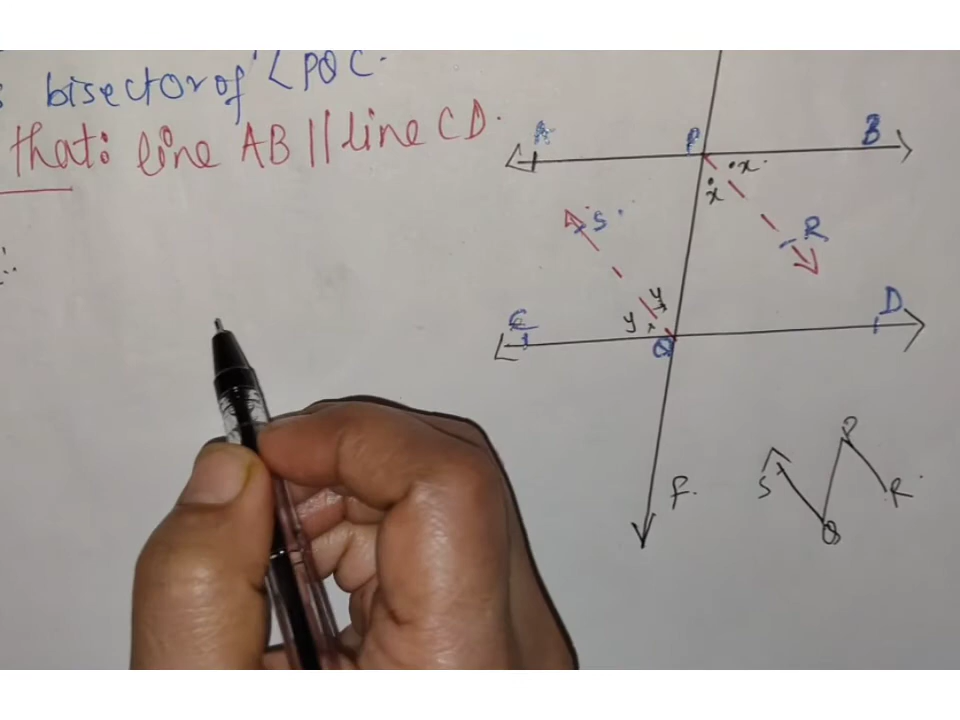 : bisector of ∠PQC.
that: line AB || line CD.
∴
A P B
x x
S R
y y
C Q D
F.
P
S R
Q